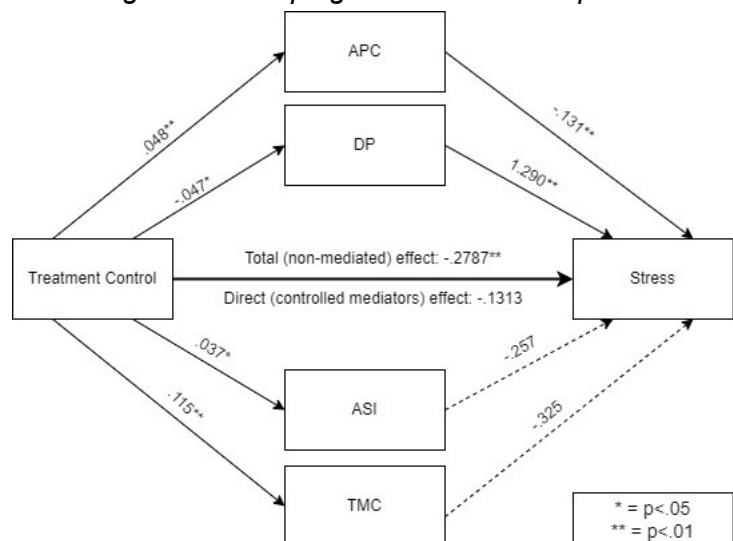 APC
.048**
-.131**
DP
-.047*
1.290**
Total (non-mediated) effect: -.2787**
Treatment Control
Stress
Direct (controlled mediators) effect: -.1313
.037*
-.257
ASI
.115**
-.325
TMC
* = p<.05
** = p<.01